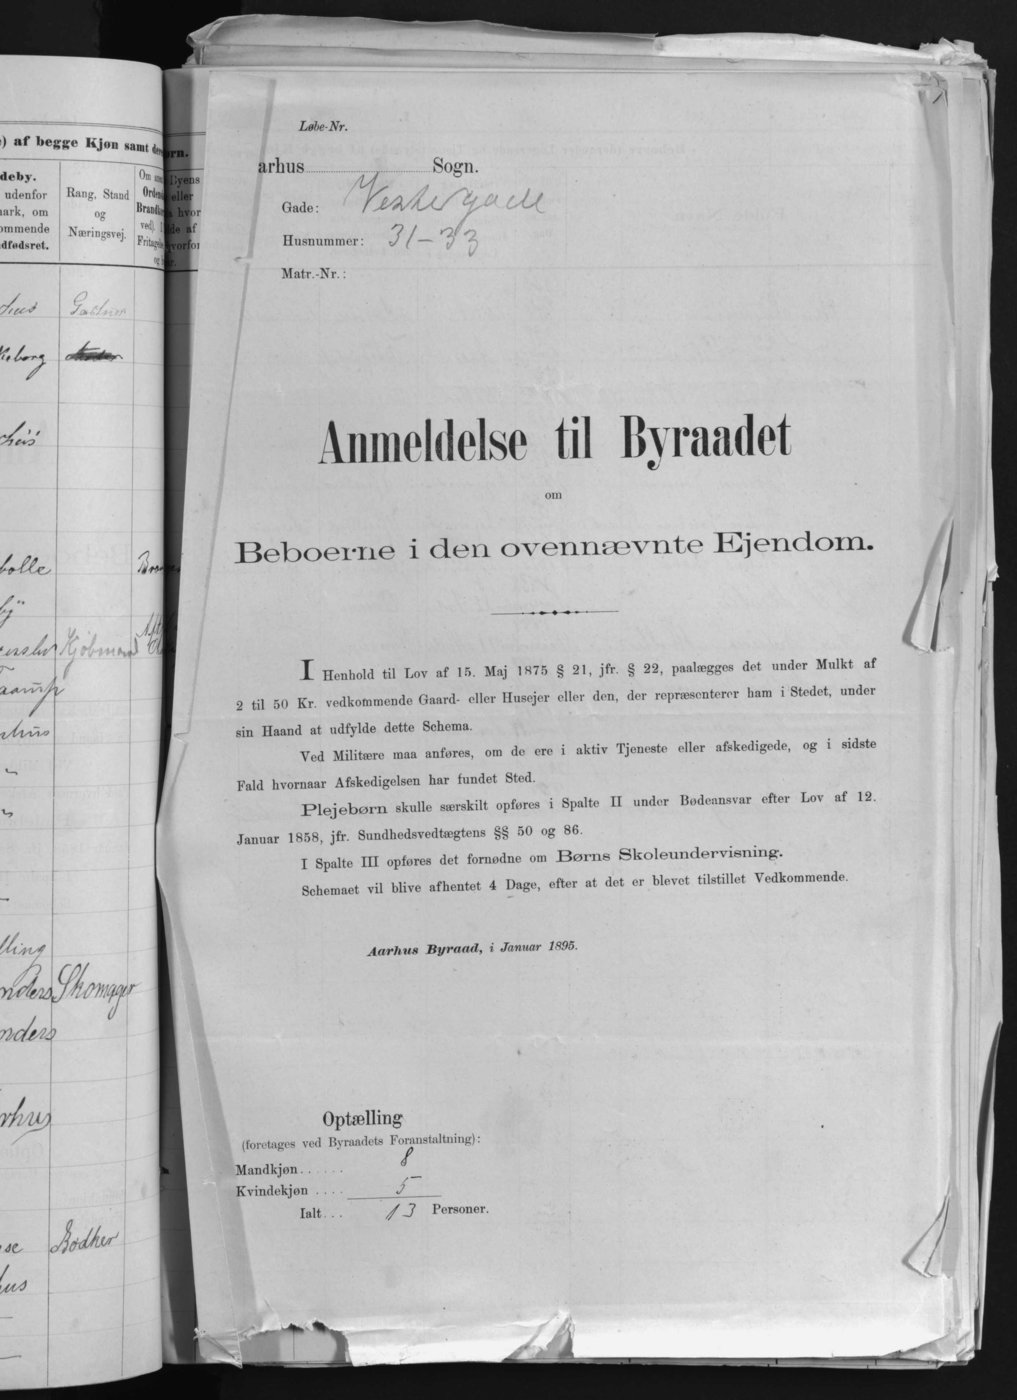 ) af begge Kjøn samt
deby.
udenfor
mark, om
ommende
dfødsret.
Rang, Stand
og
Næringsvej.
Kjøbmand
Skomager
nders
Bødker
Løbe-Nr.
arhus Sogn.
Gade: Vestergade
Husnummer: 31-33
Matr.-Nr.:
Anmeldelse til Byraadet
om
Beboerne i den ovennævnte Ejendom.
I Henhold til Lov af 15. Maj 1875 § 21, jfr. § 22, paalægges det under Mulkt af
2 til 50 Kr. vedkommende Gaard- eller Husejer eller den, der repræsenterer ham i Stedet, under
sin Haand at udfylde dette Schema.
Ved Militære maa anføres, om de ere i aktiv Tjeneste eller afskedigede, og i sidste
Fald hvornaar Afskedigelsen har fundet Sted.
Plejebørn skulle særskilt opføres i Spalte II under Bødeansvar efter Lov af 12.
Januar 1858, jfr. Sundhedsvedtægtens §§ 50 og 86.
I Spalte III opføres det fornødne om Børns Skoleundervisning.
Schemaet vil blive afhentet 4 Dage, efter at det er blevet tilstillet Vedkommende.
Aarhus Byraad, i Januar 1895.
Optælling
(foretages ved Byraadets Foranstaltning):
Mandkjøn...... 8
Kvindekjøn .... 5
Ialt... 13 Personer.